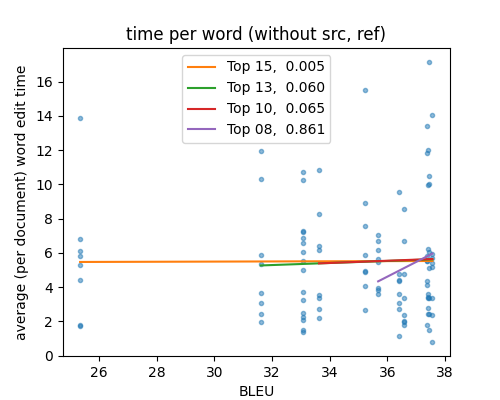 time per word (without src, ref)
average (per document) word edit time
16
14
12
10
8
6
4
2
0
Top 15,  0.005
Top 13,  0.060
Top 10,  0.065
Top 08,  0.861
26 28 30 32 34 36 38
BLEU